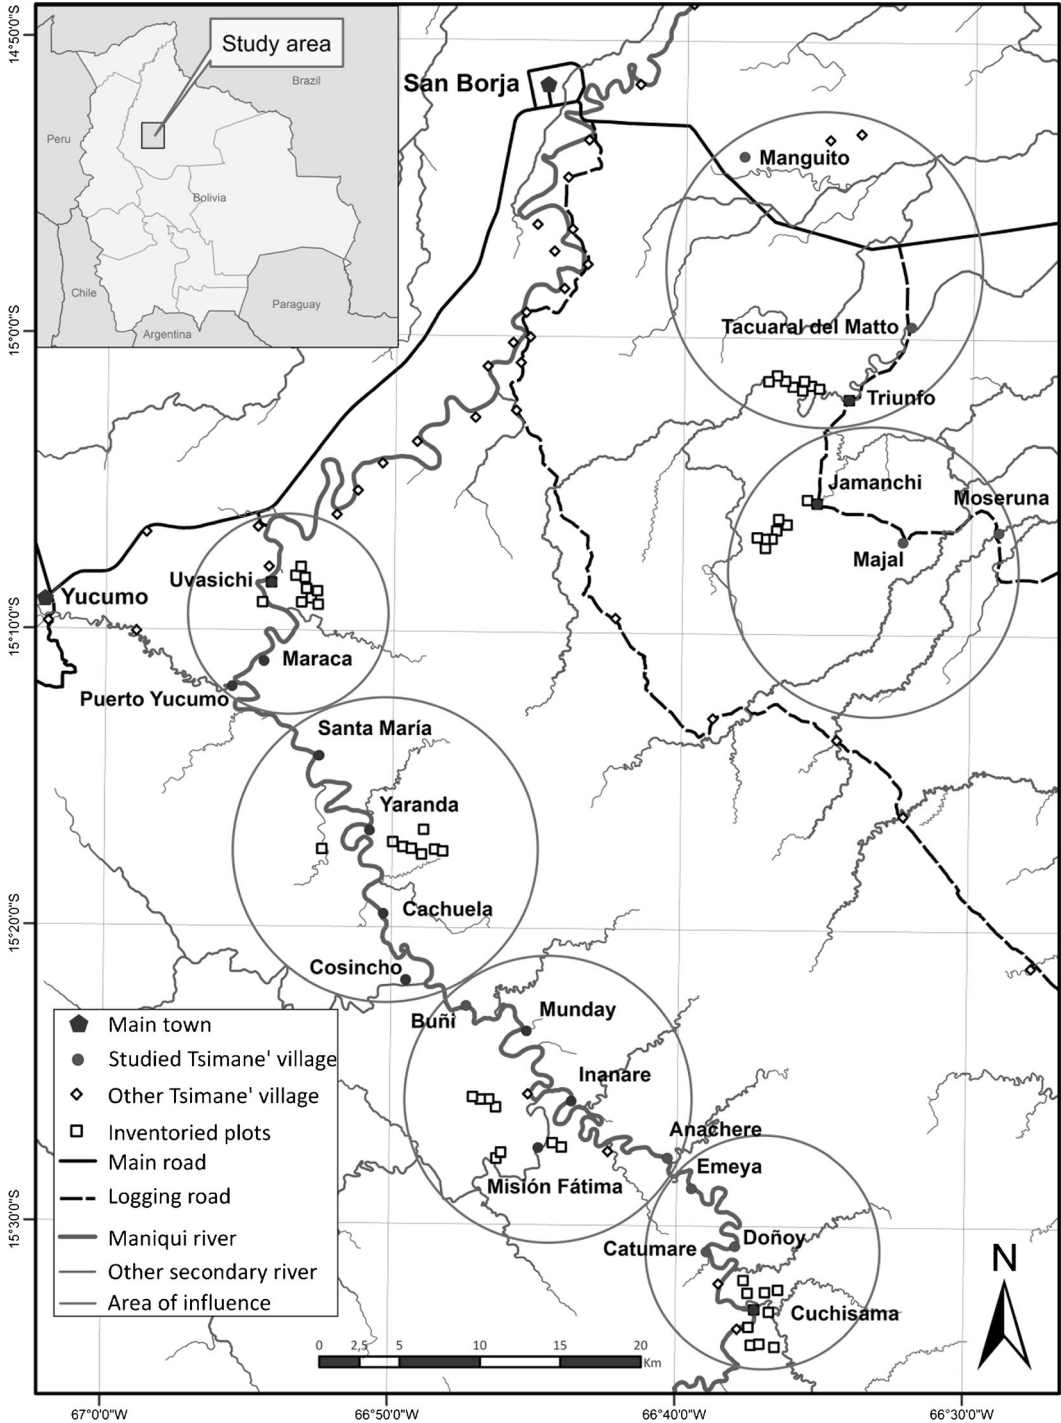 14°50'0"S
15°0'0"S
15°10'0"S
15°20'0"S
15°30'0"S
Study area
Brazil
Peru
Bolivia
Chile
Paraguay
Argentina
San Borja
Manguito
Tacuaral del Matto
Triunfo
Jamanchi
Moseruna
Majal
Uvasichi
Yucumo
Maraca
Puerto Yucumo
Santa María
Yaranda
Cachuela
Cosincho
Buñi
Munday
Inanare
Anachere
Emeya
Misión Fátima
Catumare
Doñoy
Cuchisama
Main town
Studied Tsimane' village
Other Tsimane' village
Inventoried plots
Main road
Logging road
Maniqui river
Other secondary river
Area of influence
N
0 2,5 5 10 15 20
Km
67°0'0"W 66°50'0"W 66°40'0"W 66°30'0"W